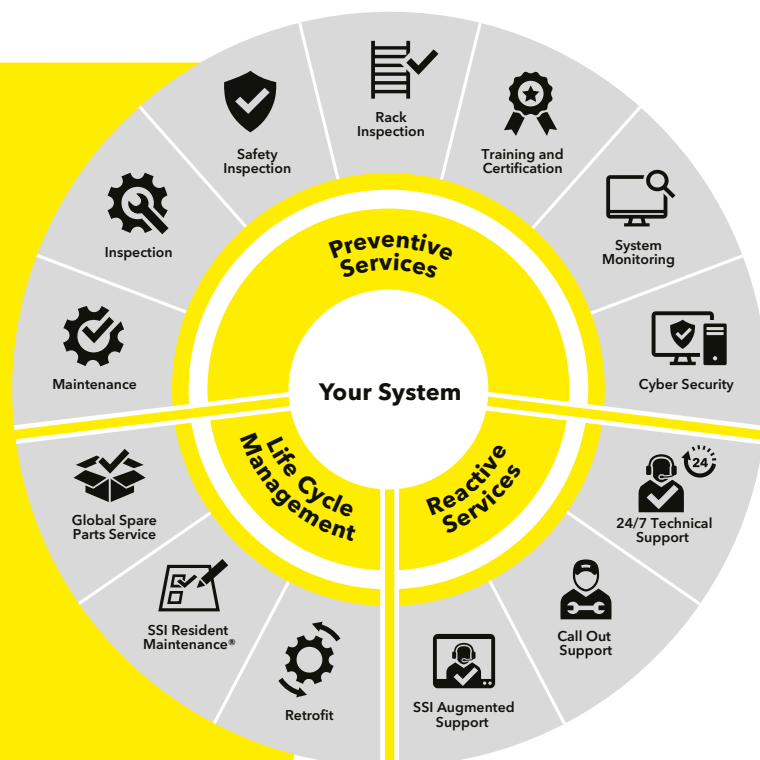 Rack
Inspection
Safety
Inspection
Training and
Certification
Inspection
System
Monitoring
Maintenance
Cyber Security
Preventive
Services
Your System
Life Cycle
Management
Reactive
Services
Global Spare
Parts Service
24
24/7 Technical
Support
SSI Resident
Maintenance®
Call Out
Support
Retrofit
SSI Augmented
Support